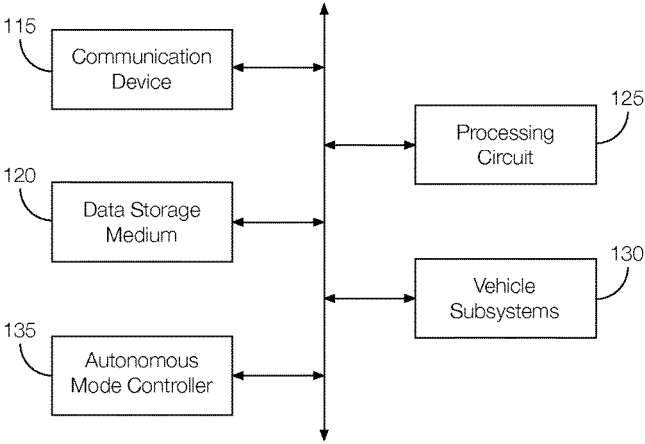 115
Communication
Device
125
Processing
Circuit
120
Data Storage
Medium
130
Vehicle
Subsystems
135
Autonomous
Mode Controller